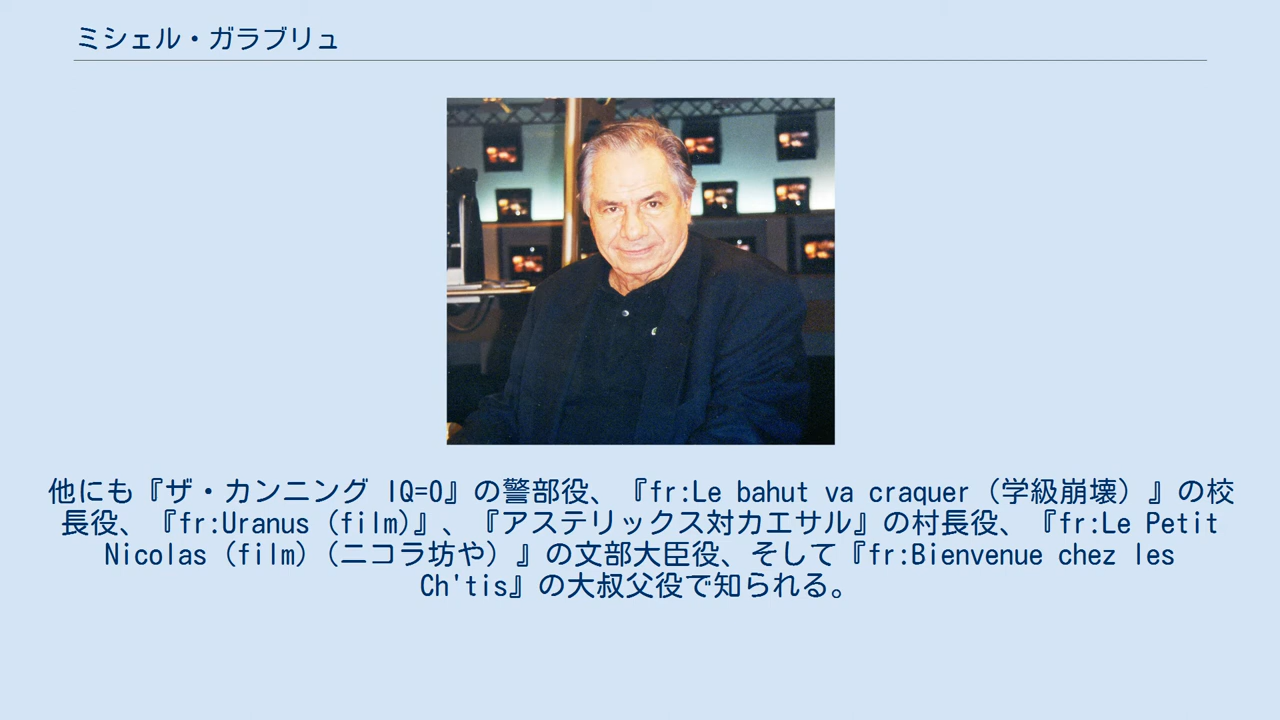 ミシェル・ガラブリュ
他にも『ザ・カンニング IQ=0』の警部役、『fr:Le bahut va craquer（学級崩壊）』の校
長役、『fr:Uranus (film)』、『アステリックス対カエサル』の村長役、『fr:Le Petit
Nicolas (film)（ニコラ坊や）』の文部大臣役、そして『fr:Bienvenue chez les
Ch'tis』の大叔父役で知られる。